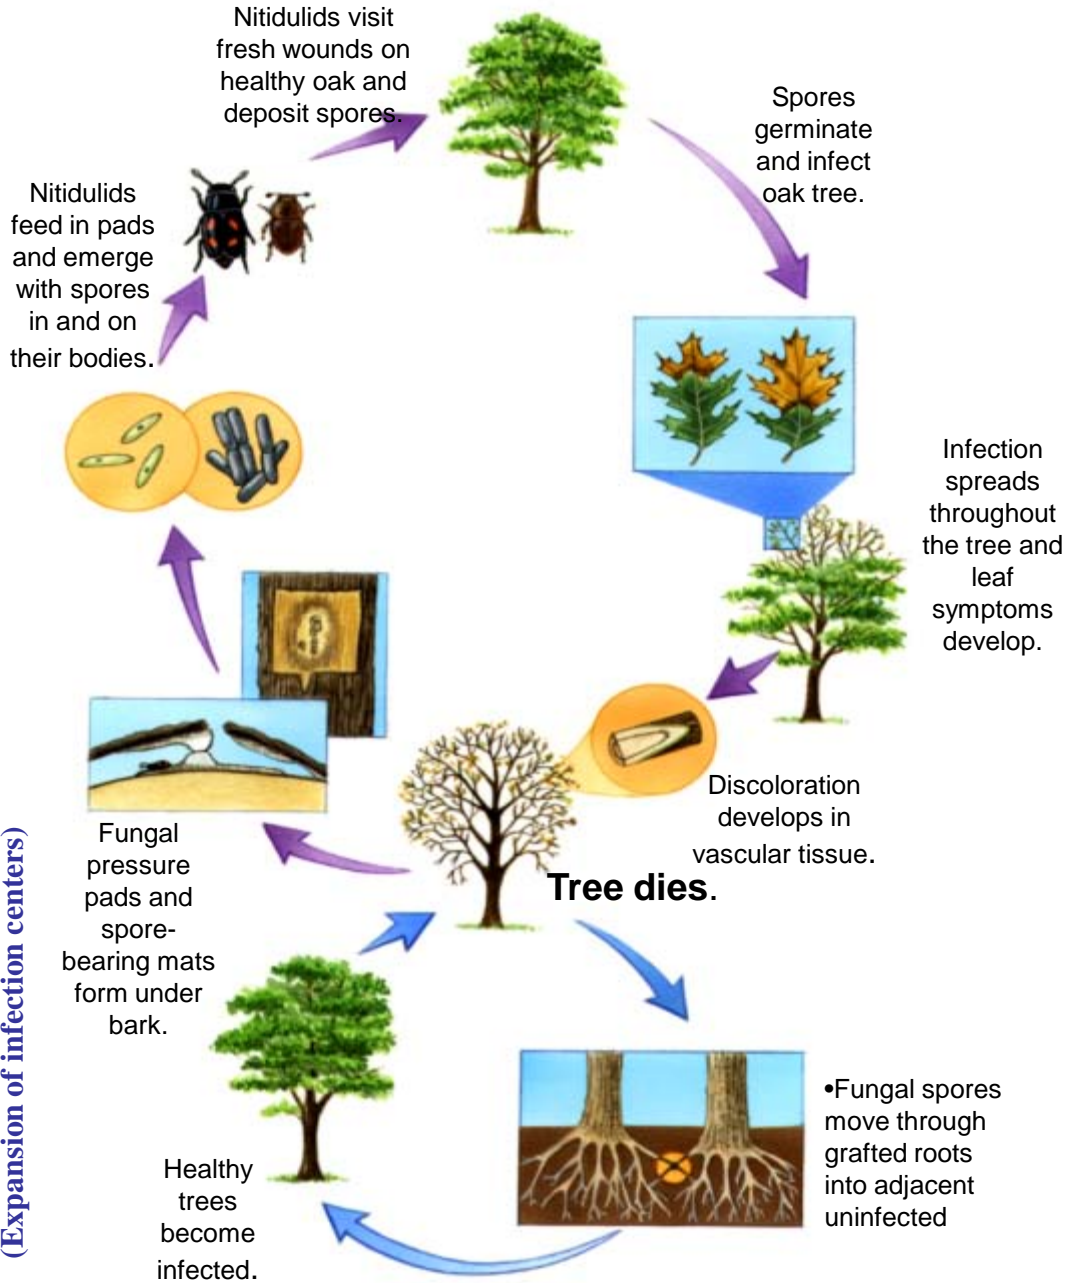 Nitidulids visit
fresh wounds on
healthy oak and
deposit spores.
Spores
germinate
and infect
oak tree.
Nitidulids
feed in pads
and emerge
with spores
in and on
their bodies.
Infection
spreads
throughout
the tree and
leaf
symptoms
develop.
Discoloration
develops in
vascular tissue.
Tree dies.
Fungal
pressure
pads and
spore-
bearing mats
form under
bark.
•Fungal spores
move through
grafted roots
into adjacent
uninfected
Healthy
trees
become
infected.
(Expansion of infection centers)